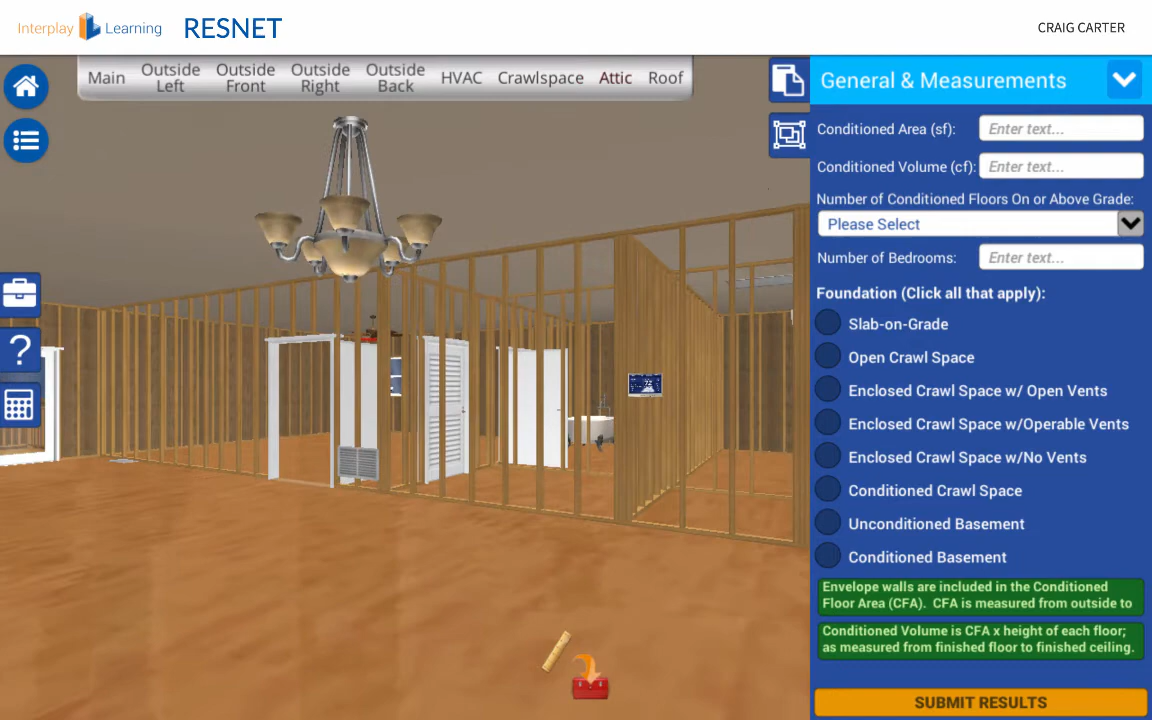 Interplay Learning RESNET CRAIG CARTER
Main Outside Left Outside Front Outside Right Outside Back HVAC Crawlspace Attic Roof
General & Measurements
Conditioned Area (sf): Enter text...
Conditioned Volume (cf): Enter text...
Number of Conditioned Floors On or Above Grade:
Please Select
Number of Bedrooms: Enter text...
Foundation (Click all that apply):
Slab-on-Grade
Open Crawl Space
Enclosed Crawl Space w/ Open Vents
Enclosed Crawl Space w/Operable Vents
Enclosed Crawl Space w/No Vents
Conditioned Crawl Space
Unconditioned Basement
Conditioned Basement
Envelope walls are included in the Conditioned
Floor Area (CFA). CFA is measured from outside to
Conditioned Volume is CFA x height of each floor;
as measured from finished floor to finished ceiling.
SUBMIT RESULTS
?